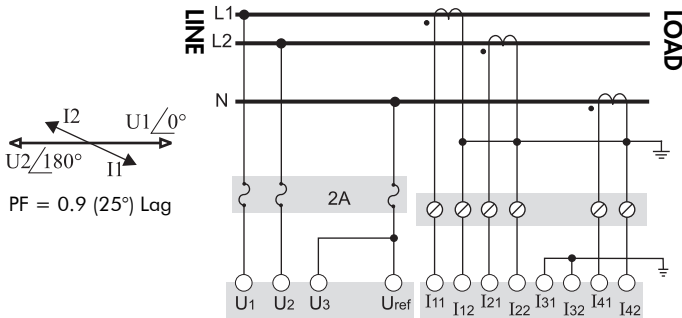 L1
LINE
LOAD
L2
N
I2
U1/0°
U2/180°
I1
PF = 0.9 (25°) Lag
2A
U1 U2 U3 Uref I11 I12 I21 I22 I31 I32 I41 I42